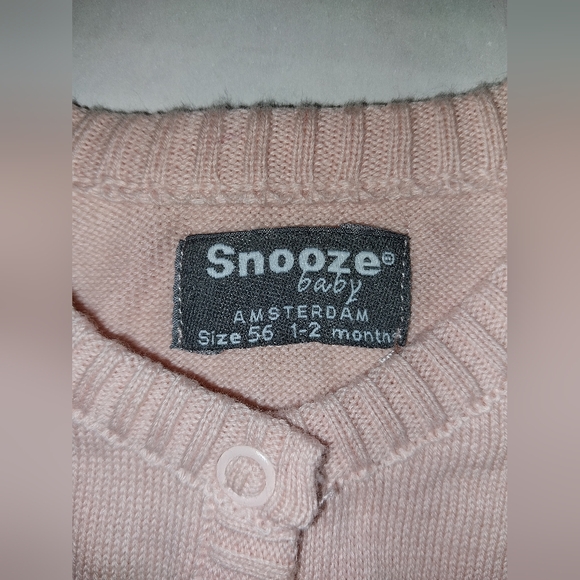 Snooze®
baby
AMSTERDAM
Size 56 1-2 month